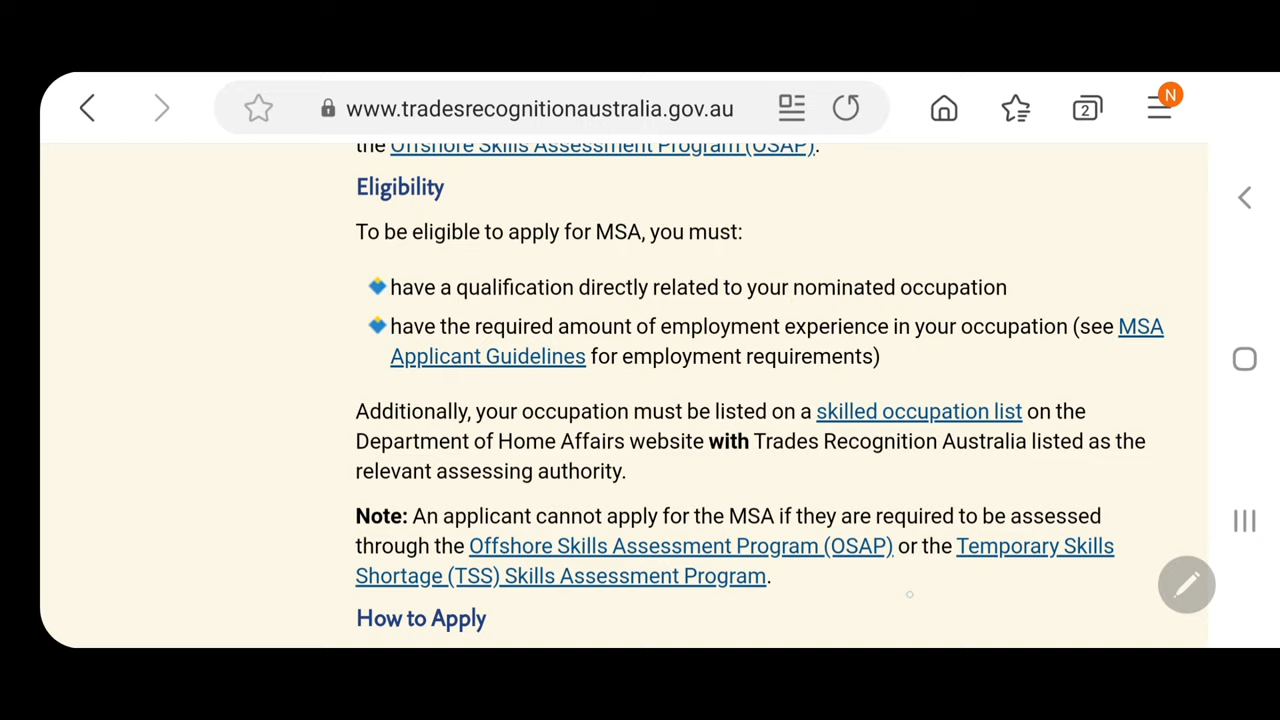 www.tradesrecognitionaustralia.gov.au
2
N
the Offshore Skills Assessment Program (OSAP).
Eligibility
To be eligible to apply for MSA, you must:
have a qualification directly related to your nominated occupation
have the required amount of employment experience in your occupation (see MSA
Applicant Guidelines for employment requirements)
Additionally, your occupation must be listed on a skilled occupation list on the
Department of Home Affairs website with Trades Recognition Australia listed as the
relevant assessing authority.
Note: An applicant cannot apply for the MSA if they are required to be assessed
through the Offshore Skills Assessment Program (OSAP) or the Temporary Skills
Shortage (TSS) Skills Assessment Program.
How to Apply